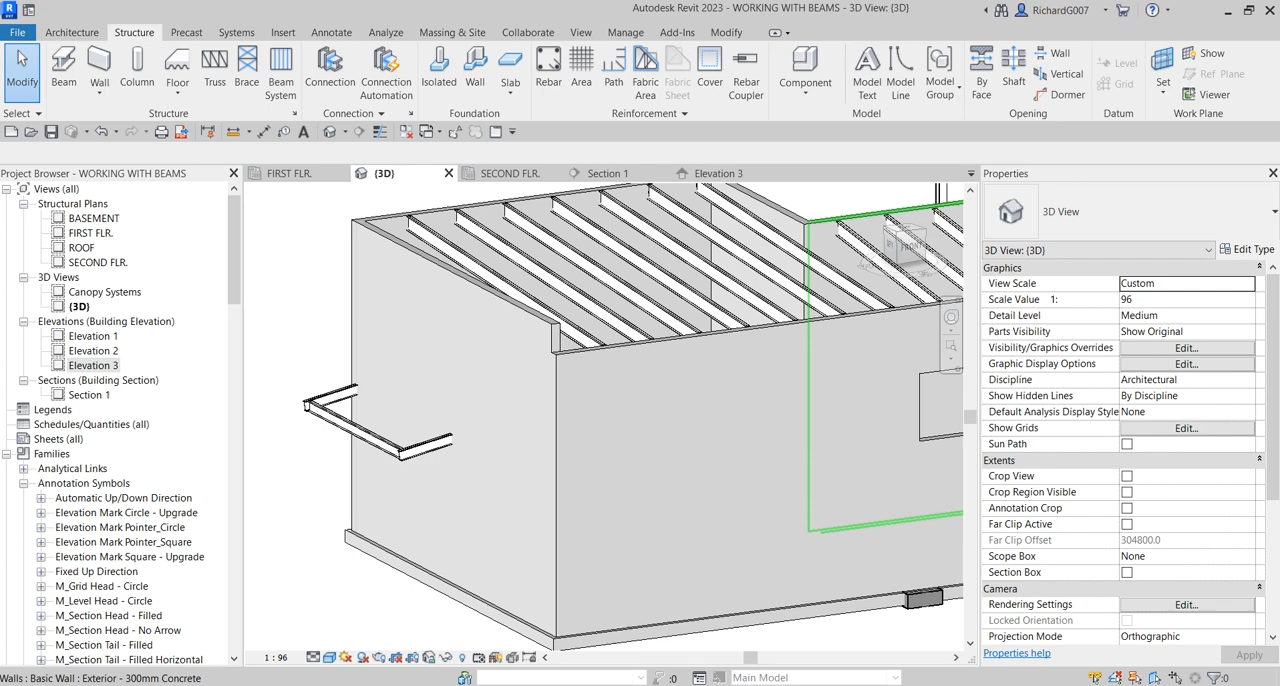 Autodesk Revit 2023 - WORKING WITH BEAMS - 3D View: {3D}
RichardG007
File Architecture Structure Precast Systems Insert Annotate Analyze Massing & Site Collaborate View Manage Add-Ins Modify
Modify Beam Wall Column Floor Truss Brace Beam System Connection Connection Automation Isolated Wall Slab Rebar Area Path Fabric Area Fabric Sheet Cover Rebar Coupler Component Model Text Model Line Model Group By Face Shaft Wall Vertical Dormer Level Grid Set Show Ref Plane Viewer
Select Structure Connection Foundation Reinforcement Model Opening Datum Work Plane
Project Browser - WORKING WITH BEAMS
FIRST FLR. {3D} SECOND FLR. Section 1 Elevation 3
Views (all)
Structural Plans
BASEMENT
FIRST FLR.
ROOF
SECOND FLR.
3D Views
Canopy Systems
{3D}
Elevations (Building Elevation)
Elevation 1
Elevation 2
Elevation 3
Sections (Building Section)
Section 1
Legends
Schedules/Quantities (all)
Sheets (all)
Families
Analytical Links
Annotation Symbols
Automatic Up/Down Direction
Elevation Mark Circle - Upgrade
Elevation Mark Pointer_Circle
Elevation Mark Pointer_Square
Elevation Mark Square - Upgrade
Fixed Up Direction
M_Grid Head - Circle
M_Level Head - Circle
M_Section Head - Filled
M_Section Head - No Arrow
M_Section Tail - Filled
M_Section Tail - Filled Horizontal
FRONT
1 : 96
Properties
3D View
3D View: {3D} Edit Type
Graphics
View Scale Custom
Scale Value 1: 96
Detail Level Medium
Parts Visibility Show Original
Visibility/Graphics Overrides Edit...
Graphic Display Options Edit...
Discipline Architectural
Show Hidden Lines By Discipline
Default Analysis Display Style None
Show Grids Edit...
Sun Path
Extents
Crop View
Crop Region Visible
Annotation Crop
Far Clip Active
Far Clip Offset 304800.0
Scope Box None
Section Box
Camera
Rendering Settings Edit...
Locked Orientation
Projection Mode Orthographic
Properties help Apply
Walls : Basic Wall : Exterior - 300mm Concrete :0 Main Model :0